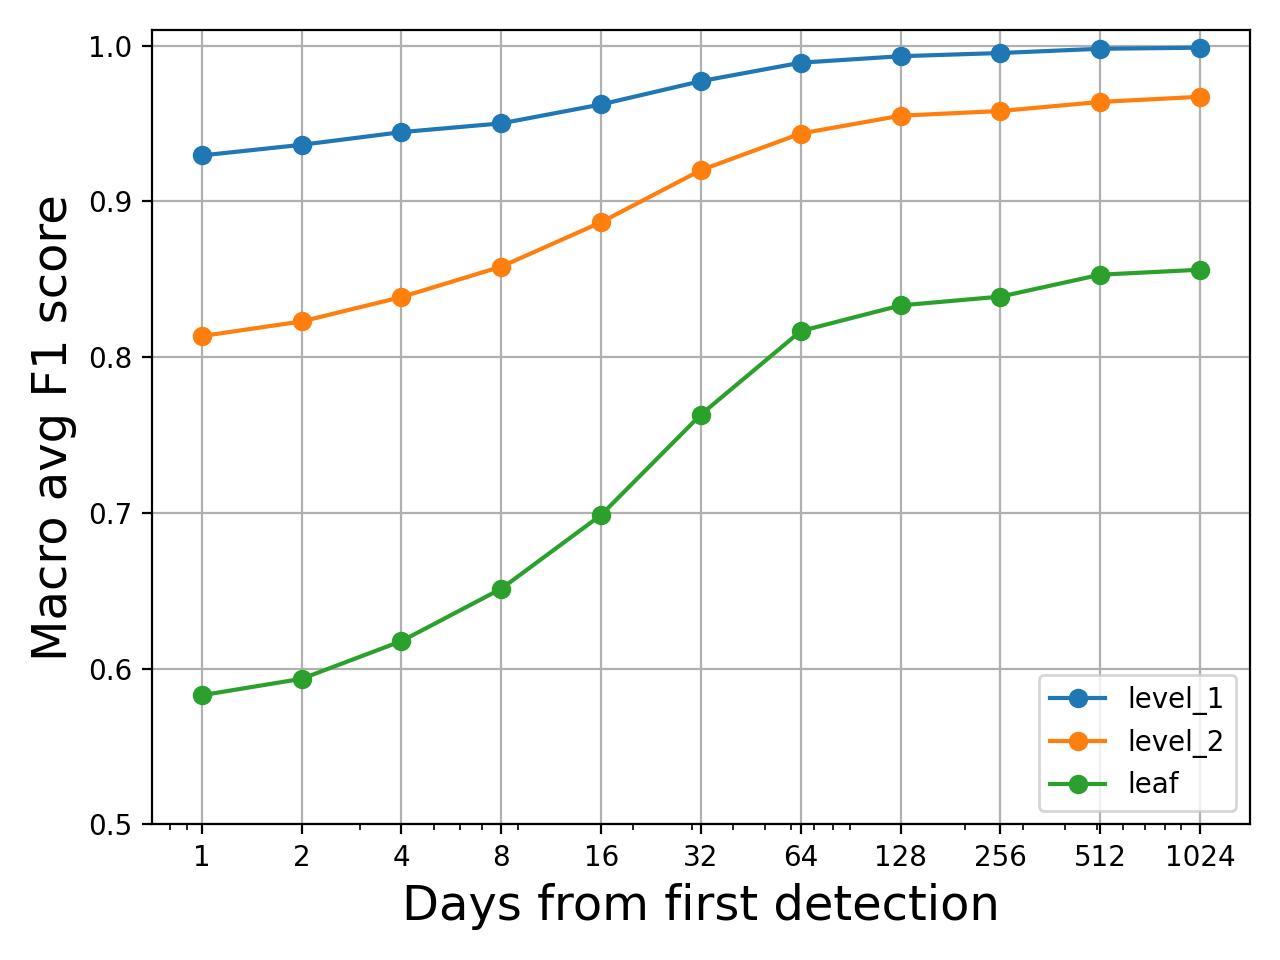 Macro avg F1 score
1.0
0.9
0.8
0.7
0.6
0.5
level_1
level_2
leaf
1 2 4 8 16 32 64 128 256 512 1024
Days from first detection